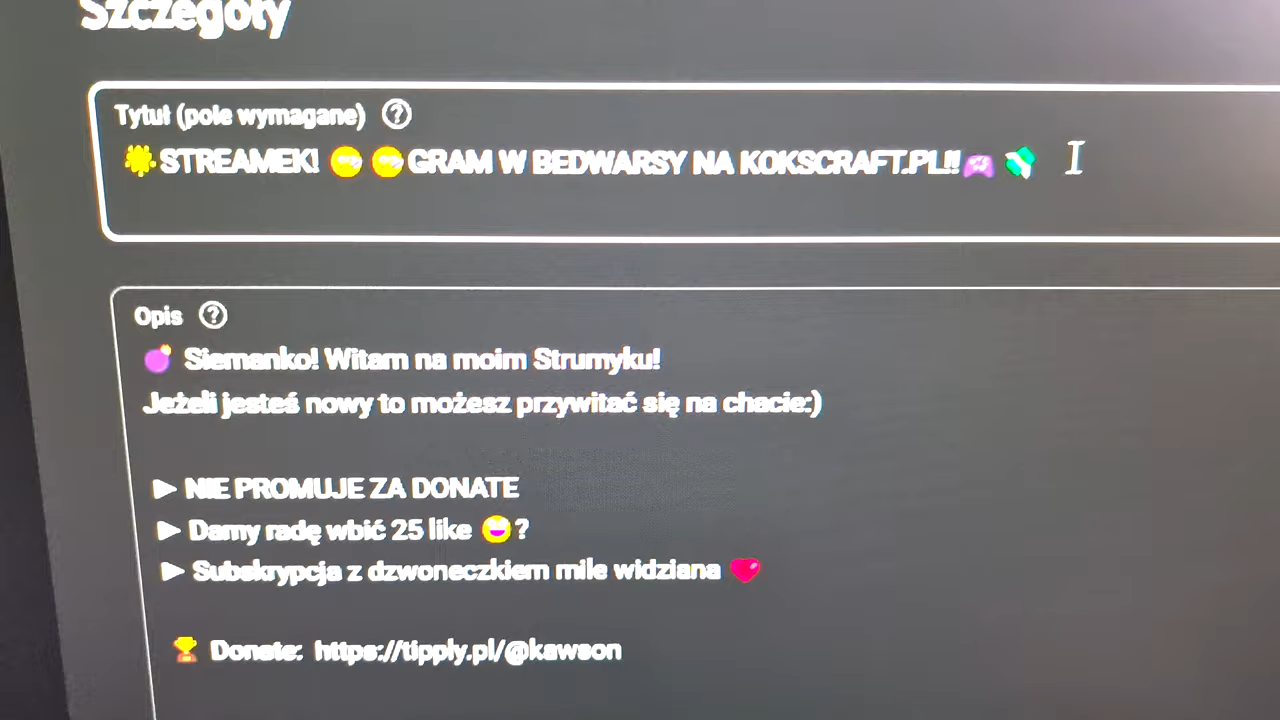 Szczegóły
Tytuł (pole wymagane)
STREAMEK! GRAM W BEDWARSY NA KOKSCRAFT.PL!!
Opis
Siemanko! Witam na moim Strumyku!
Jeżeli jesteś nowy to możesz przywitać się na chacie:)
► NIE PROMUJE ZA DONATE
► Damy radę wbić 25 like 😀?
► Subskrypcja z dzwoneczkiem mile widziana ❤
🏆 Donate: https://tipply.pl/@kawson